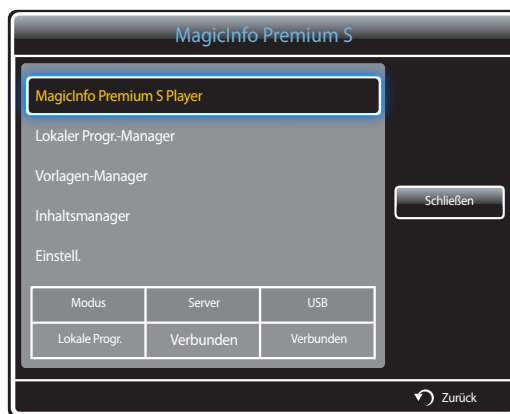 MagicInfo Premium S
MagicInfo Premium S Player
Lokaler Progr.-Manager
Vorlagen-Manager
Inhaltsmanager
Einstell.
Schließen
Modus Server USB
Lokale Progr. Verbunden Verbunden
Zurück